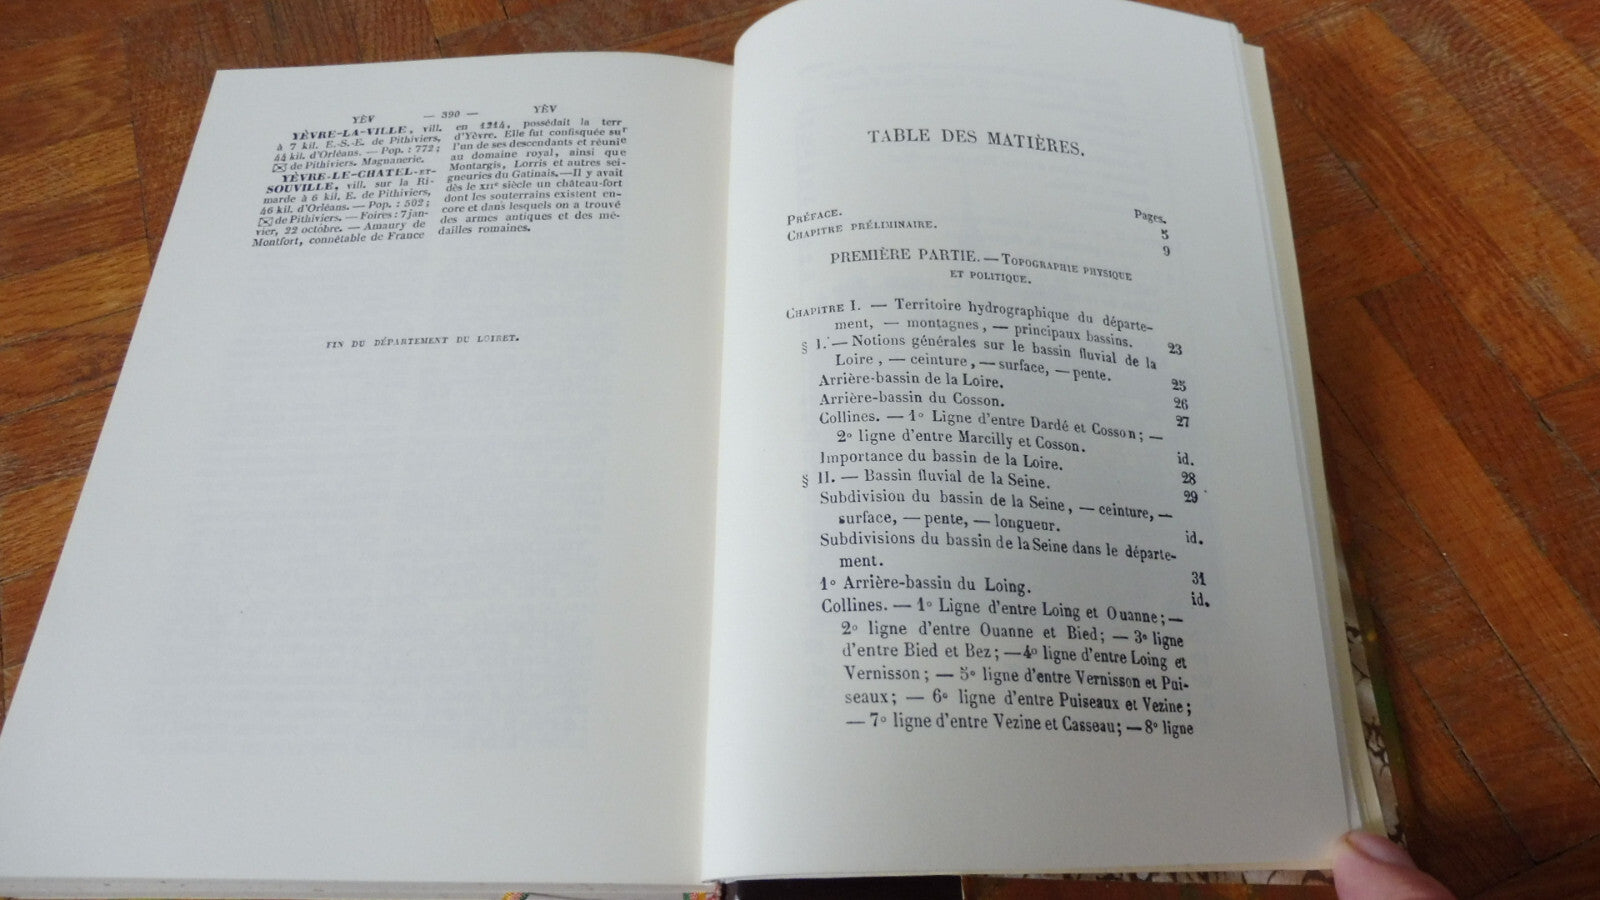 YÈV — 390 — YÈV
YÈVRE-LA-VILLE, vill.
à 7 kil. E.-S.-E. de Pithiviers,
44 kil. d'Orléans. — Pop. : 772;
de Pithiviers. Magnanerie.
YÈVRE-LE-CHATEL-ET-
SOUVILLE, vill. sur la Ri-
marde à 6 kil. E. de Pithiviers,
46 kil. d'Orléans. — Pop. : 502;
de Pithiviers. — Foires : 7 jan-
vier, 22 octobre. — Amaury de
Montfort, connétable de France
en 1214, possédait la terr
d'Yèvre. Elle fut confisquée sur
l'un de ses descendants et réunie
au domaine royal, ainsi que
Montargis, Lorris et autres sei-
gneuries du Gatinais. — Il y avait
dès le XIIe siècle un château-fort
dont les souterrains existent en-
core et dans lesquels on a trouvé
des armes antiques et des mé-
dailles romaines.
FIN DU DÉPARTEMENT DU LOIRET.
TABLE DES MATIÈRES.
Pages.
PRÉFACE. 5
CHAPITRE PRÉLIMINAIRE. 9
PREMIÈRE PARTIE. — TOPOGRAPHIE PHYSIQUE
ET POLITIQUE.
CHAPITRE I. — Territoire hydrographique du départe-
ment, — montagnes, — principaux bassins. 23
§ I. — Notions générales sur le bassin fluvial de la
Loire, — ceinture, — surface, — pente. 25
Arrière-bassin de la Loire. 26
Arrière-bassin du Cosson. 27
Collines. — 1o Ligne d'entre Dardé et Cosson; —
2o ligne d'entre Marcilly et Cosson. id.
Importance du bassin de la Loire. 28
§ II. — Bassin fluvial de la Seine. 29
Subdivision du bassin de la Seine, — ceinture, —
surface, — pente, — longueur. id.
Subdivisions du bassin de la Seine dans le départe-
ment. 31
1o Arrière-bassin du Loing. id.
Collines. — 1o Ligne d'entre Loing et Ouanne; —
2o ligne d'entre Ouanne et Bied; — 3o ligne
d'entre Bied et Bez; — 4o ligne d'entre Loing et
Vernisson; — 5o ligne d'entre Vernisson et Pui-
seaux; — 6o ligne d'entre Puiseaux et Vezine;
— 7o ligne d'entre Vezine et Casseau; — 8o ligne